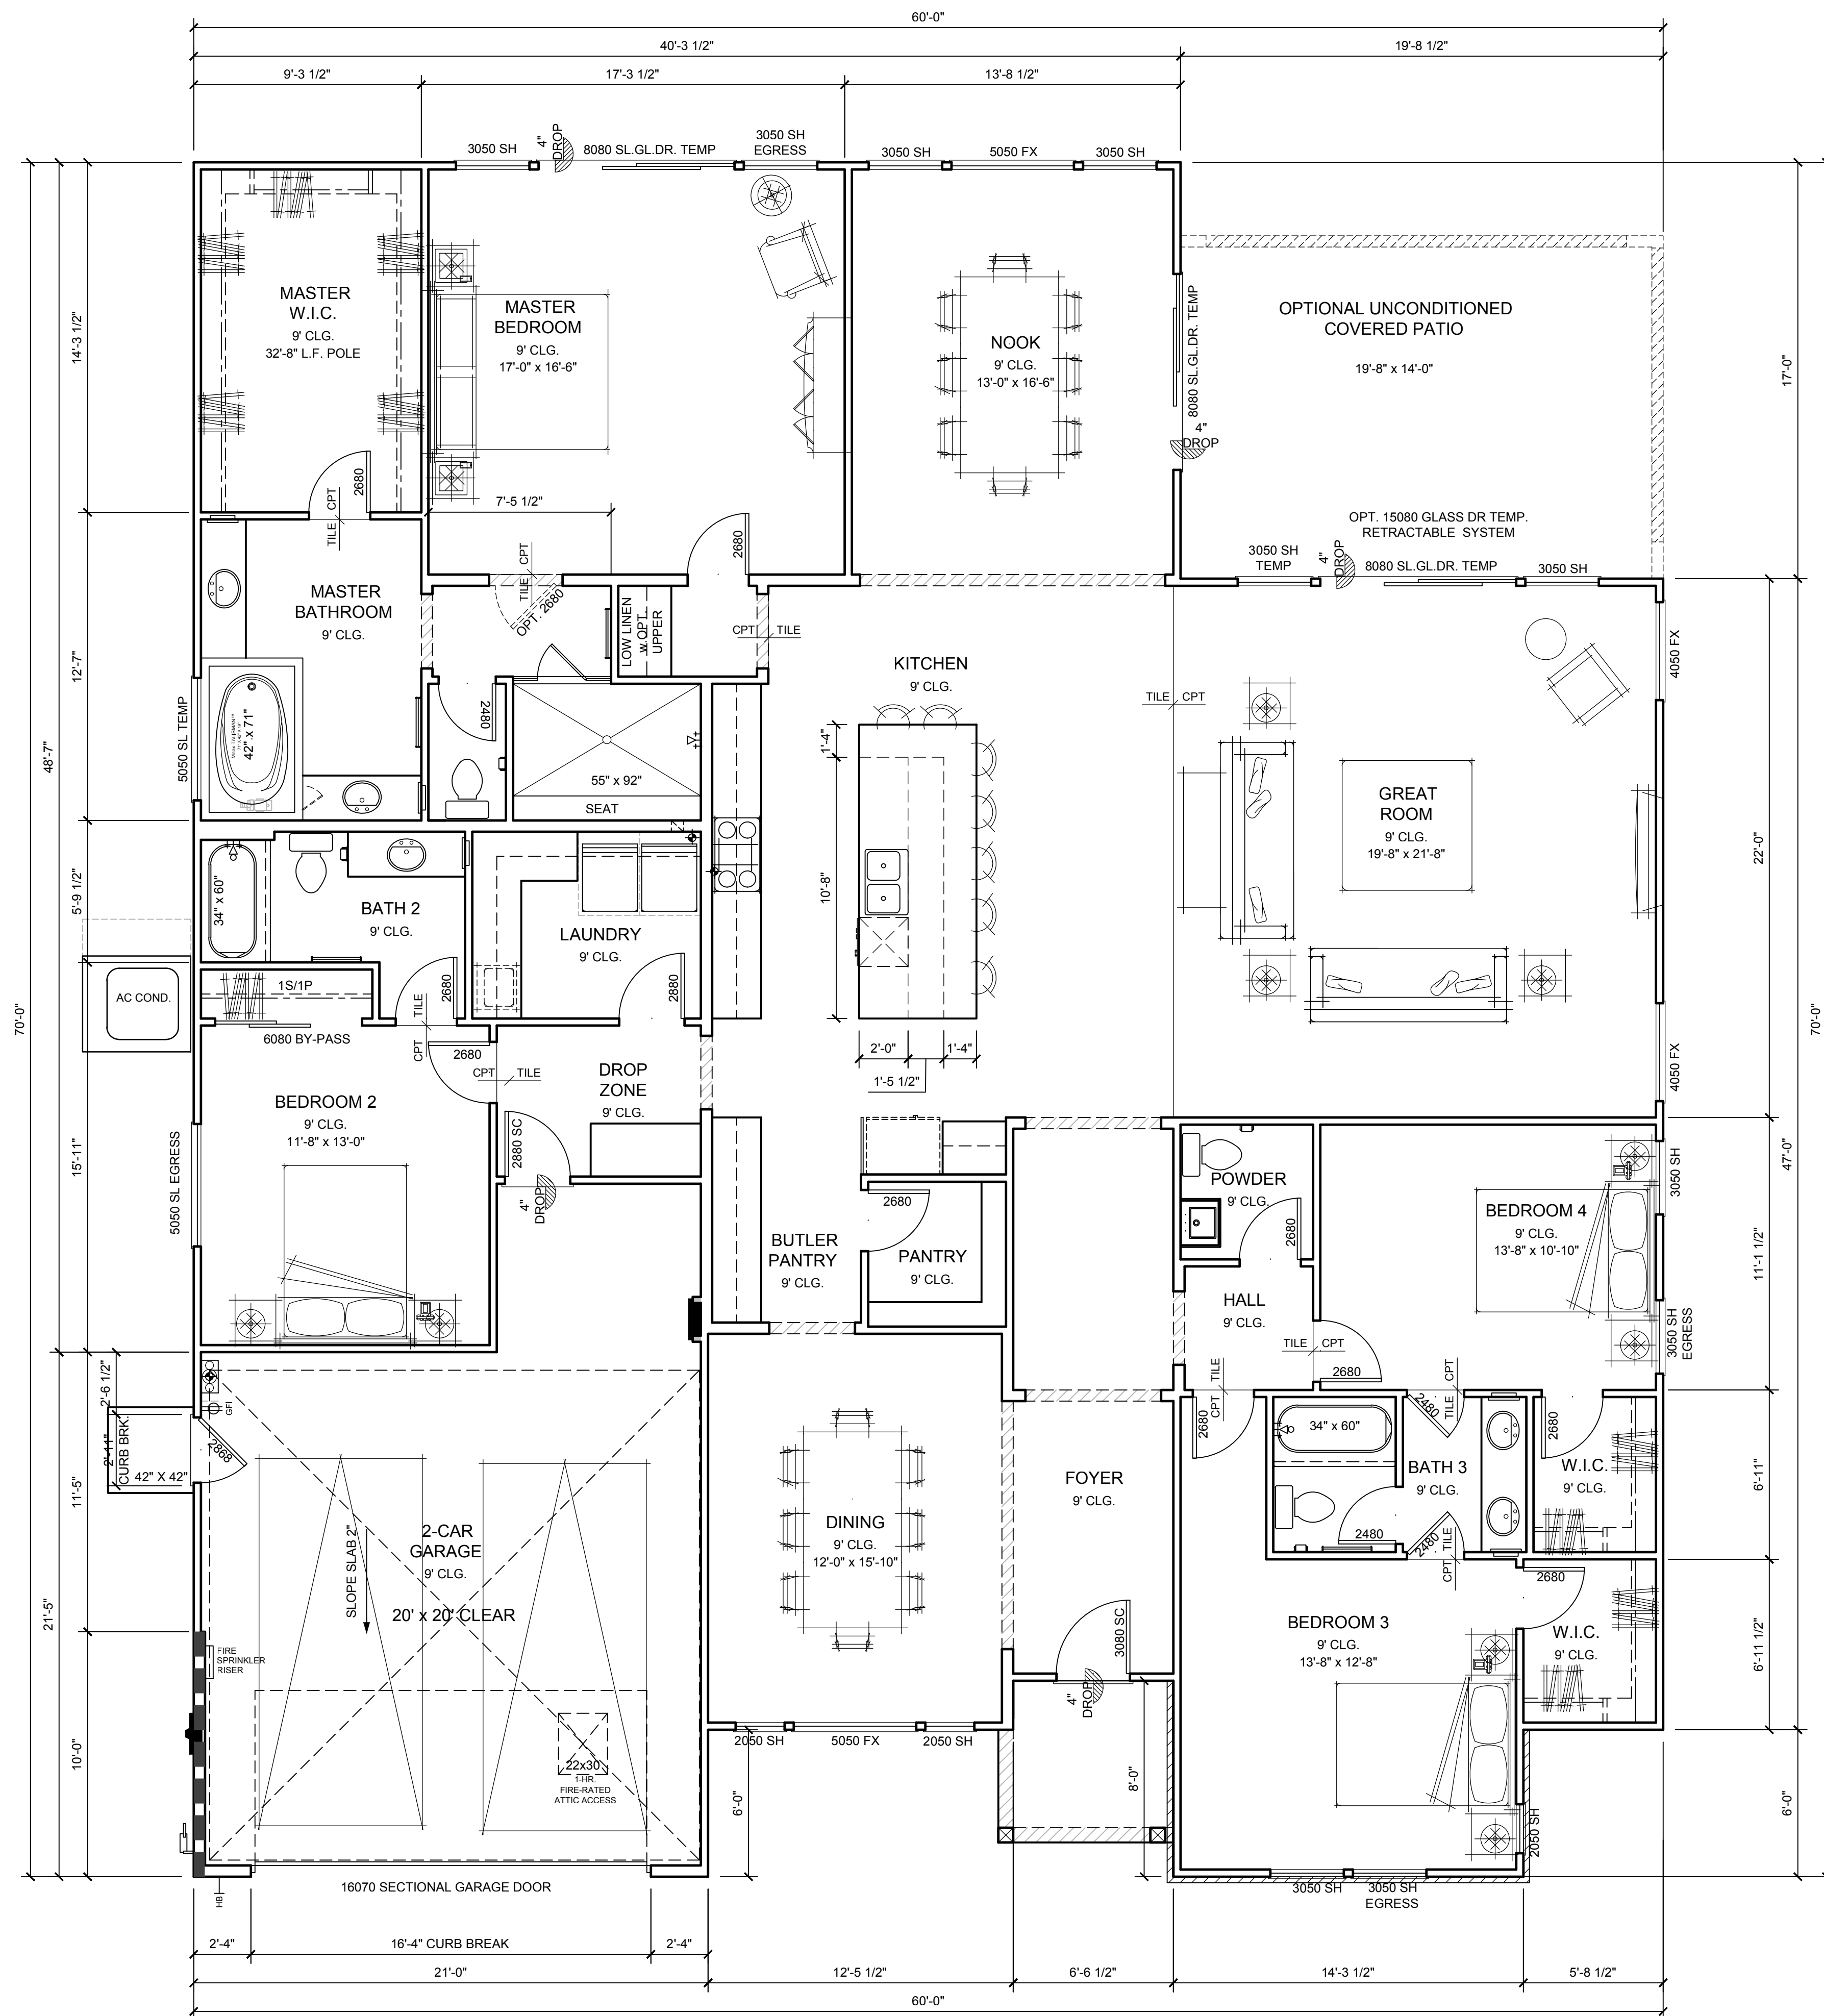 60'-0"
40'-3 1/2"
19'-8 1/2"
9'-3 1/2"
17'-3 1/2"
13'-8 1/2"
3050 SH
4"
DROP
8080 SL.GL.DR. TEMP
3050 SH
EGRESS
3050 SH
5050 FX
3050 SH
MASTER
W.I.C.
9' CLG.
32'-8" L.F. POLE
MASTER
BEDROOM
9' CLG.
17'-0" x 16'-6"
NOOK
9' CLG.
13'-0" x 16'-6"
8080 SL.GL.DR. TEMP
4"
DROP
OPTIONAL UNCONDITIONED
COVERED PATIO
19'-8" x 14'-0"
14'-3 1/2"
17'-0"
2680
TILE
CPT
7'-5 1/2"
2680
OPT. 15080 GLASS DR TEMP.
RETRACTABLE SYSTEM
3050 SH
TEMP
4"
DROP
8080 SL.GL.DR. TEMP
3050 SH
TILE
CPT
OPT. 2680
MASTER
BATHROOM
9' CLG.
LOW LINEN
w.OPT.
UPPER
CPT
TILE
KITCHEN
9' CLG.
4050 FX
12'-7"
48'-7"
5050 SL TEMP
42" x 71"
2480
55" x 92"
SEAT
1'-4"
TILE
CPT
GREAT
ROOM
9' CLG.
19'-8" x 21'-8"
22'-0"
10'-8"
5'-9 1/2"
34" x 60"
BATH 2
9' CLG.
LAUNDRY
9' CLG.
2880
AC COND.
1S/1P
2680
6080 BY-PASS
TILE
CPT
2680
CPT
TILE
70'-0"
70'-0"
DROP
ZONE
9' CLG.
2'-0"
1'-4"
1'-5 1/2"
4050 FX
BEDROOM 2
9' CLG.
11'-8" x 13'-0"
2880 SC
4"
DROP
5050 SL EGRESS
15'-11"
47'-0"
POWDER
9' CLG.
2680
BEDROOM 4
9' CLG.
13'-8" x 10'-10"
3050 SH
2680
BUTLER
PANTRY
9' CLG.
PANTRY
9' CLG.
11'-1 1/2"
HALL
9' CLG.
TILE
CPT
2680
3050 SH
EGRESS
2'-6 1/2"
GFI
2868
2'-11"
CURB BRK.
42" X 42"
11'-5"
CPT
TILE
2680
34" x 60"
2480
TILE
CPT
2680
BATH 3
9' CLG.
W.I.C.
9' CLG.
6'-11"
FOYER
9' CLG.
DINING
9' CLG.
12'-0" x 15'-10"
2-CAR
GARAGE
9' CLG.
SLOPE SLAB 2"
20' x 20' CLEAR
2480
2480
CPT
TILE
2680
21'-5"
BEDROOM 3
9' CLG.
13'-8" x 12'-8"
W.I.C.
9' CLG.
6'-11 1/2"
FIRE
SPRINKLER
RISER
3080 SC
4"
DROP
10'-0"
22x30
1-HR.
FIRE-RATED
ATTIC ACCESS
2050 SH
5050 FX
2050 SH
6'-0"
8'-0"
2050 SH
6'-0"
HB
16070 SECTIONAL GARAGE DOOR
3050 SH
3050 SH
EGRESS
2'-4"
16'-4" CURB BREAK
2'-4"
21'-0"
12'-5 1/2"
6'-6 1/2"
14'-3 1/2"
5'-8 1/2"
60'-0"